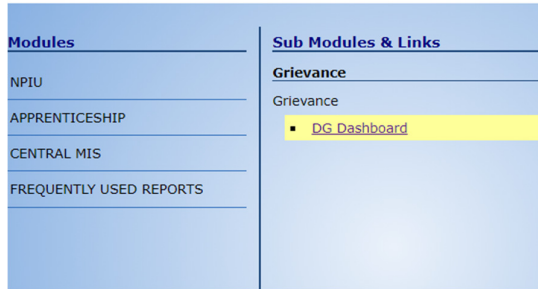 Modules
NPIU
APPRENTICESHIP
CENTRAL MIS
FREQUENTLY USED REPORTS
Sub Modules & Links
Grievance
Grievance
DG Dashboard